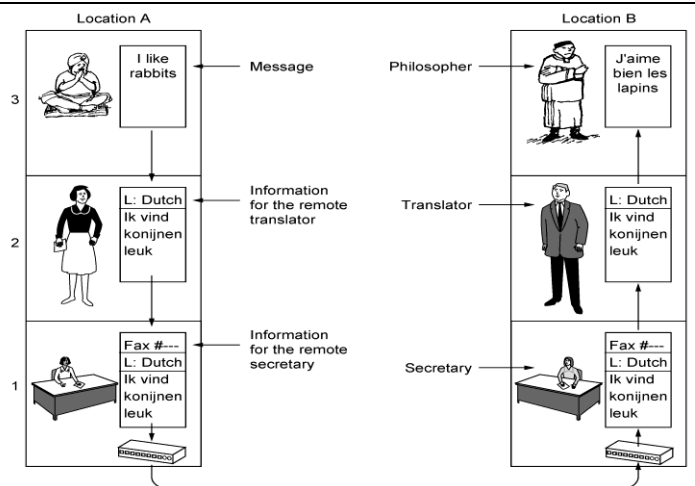 Location A
Location B
3
I like
rabbits
Message
Philosopher
J'aime
bien les
lapins
2
L: Dutch
Ik vind
konijnen
leuk
Information
for the remote
translator
Translator
L: Dutch
Ik vind
konijnen
leuk
1
Fax #---
L: Dutch
Ik vind
konijnen
leuk
Information
for the remote
secretary
Secretary
Fax #---
L: Dutch
Ik vind
konijnen
leuk